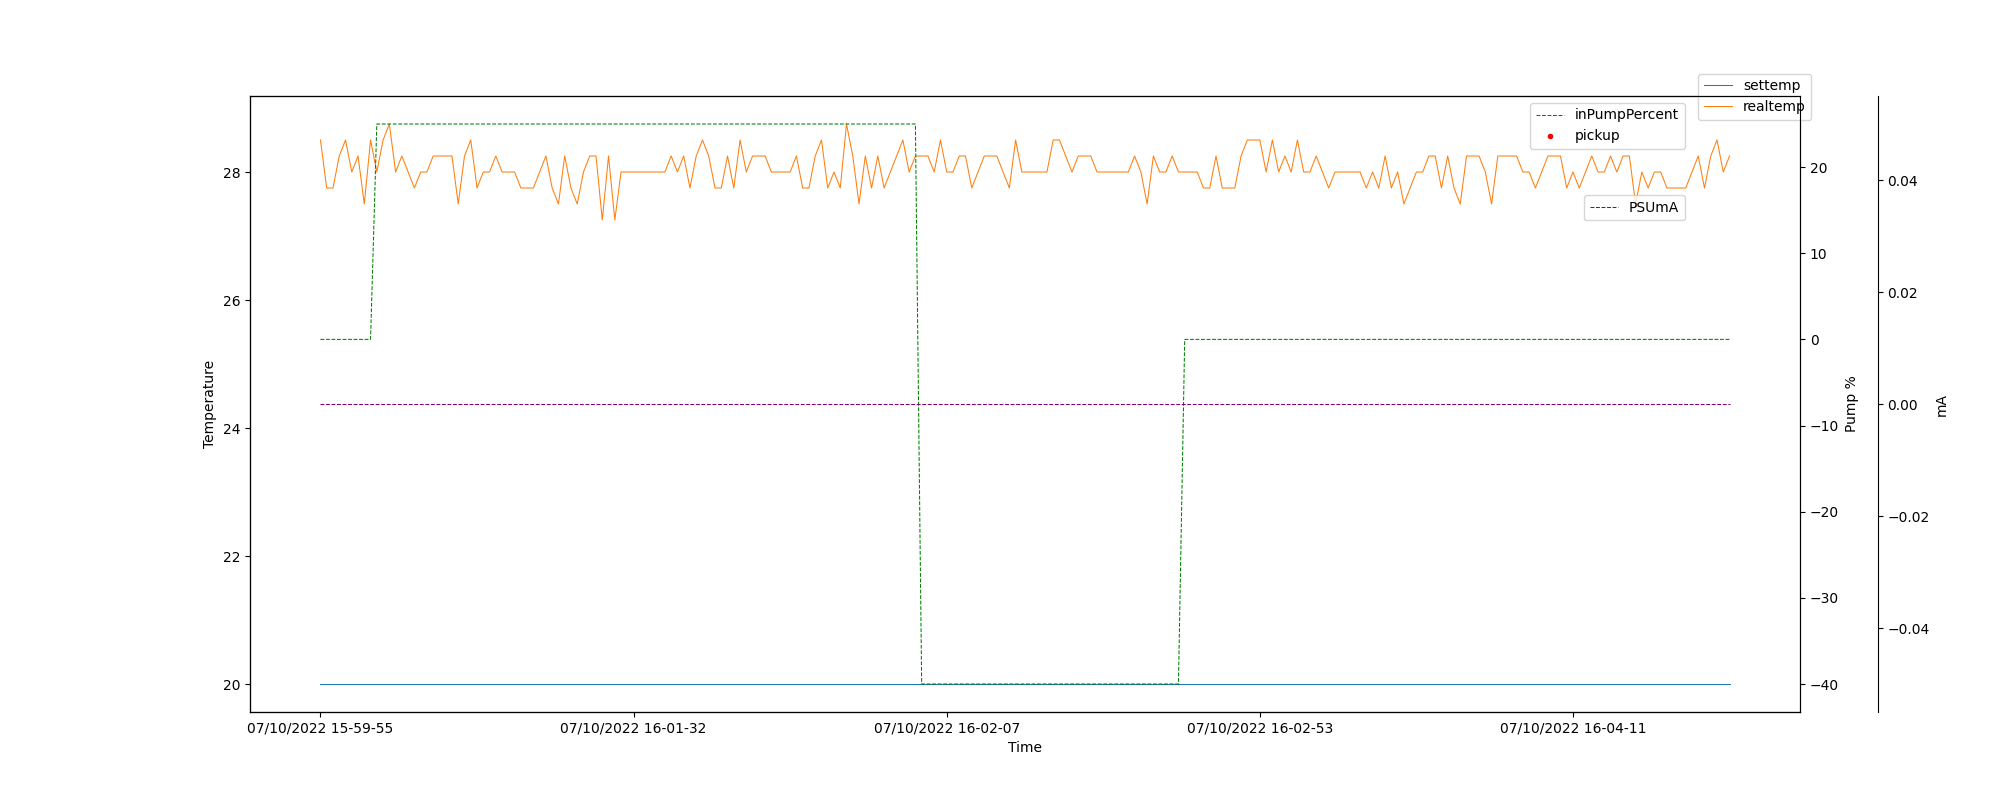 settemp
realtemp
inPumpPercent
pickup
PSUmA
28
26
24
22
20
Temperature
20
10
0
−10
−20
−30
−40
Pump %
0.04
0.02
0.00
−0.02
−0.04
mA
07/10/2022 15-59-55
07/10/2022 16-01-32
07/10/2022 16-02-07
07/10/2022 16-02-53
07/10/2022 16-04-11
Time